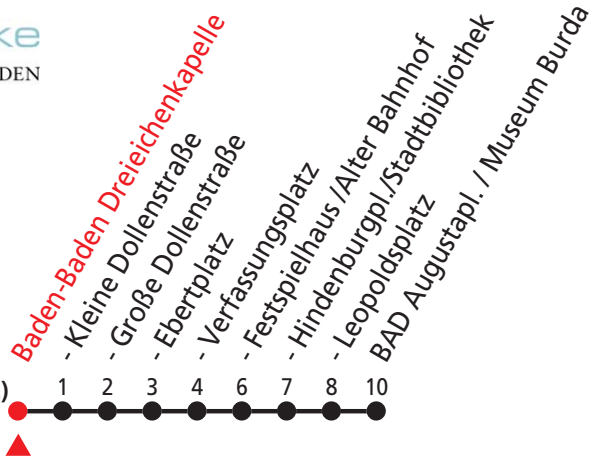 ke
DEN
Baden-Baden Dreieichenkapelle
- Kleine Dollenstraße
- Große Dollenstraße
- Ebertplatz
- Verfassungsplatz
- Festspielhaus /Alter Bahnhof
- Hindenburgpl./Stadtbibliothek
- Leopoldsplatz
BAD Augustapl. / Museum Burda
) 1 2 3 4 6 7 8 10